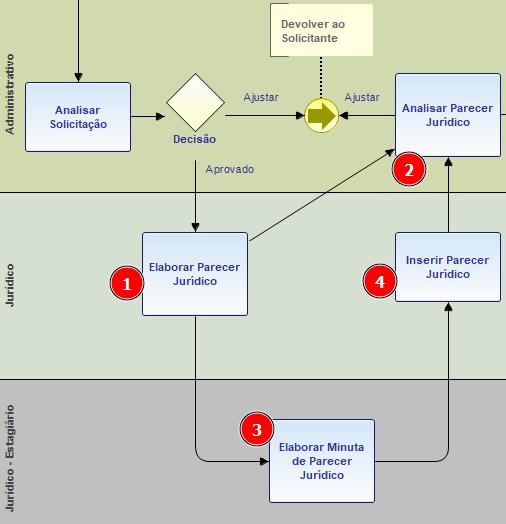 Devolver ao
Solicitante
Administrativo
Analisar
Solicitação
Decisão
Ajustar
Ajustar
Analisar Parecer
Jurídico
2
Aprovado
Jurídico
1
Elaborar Parecer
Jurídico
4
Inserir Parecer
Jurídico
Jurídico - Estagiário
3
Elaborar Minuta
de Parecer
Jurídico